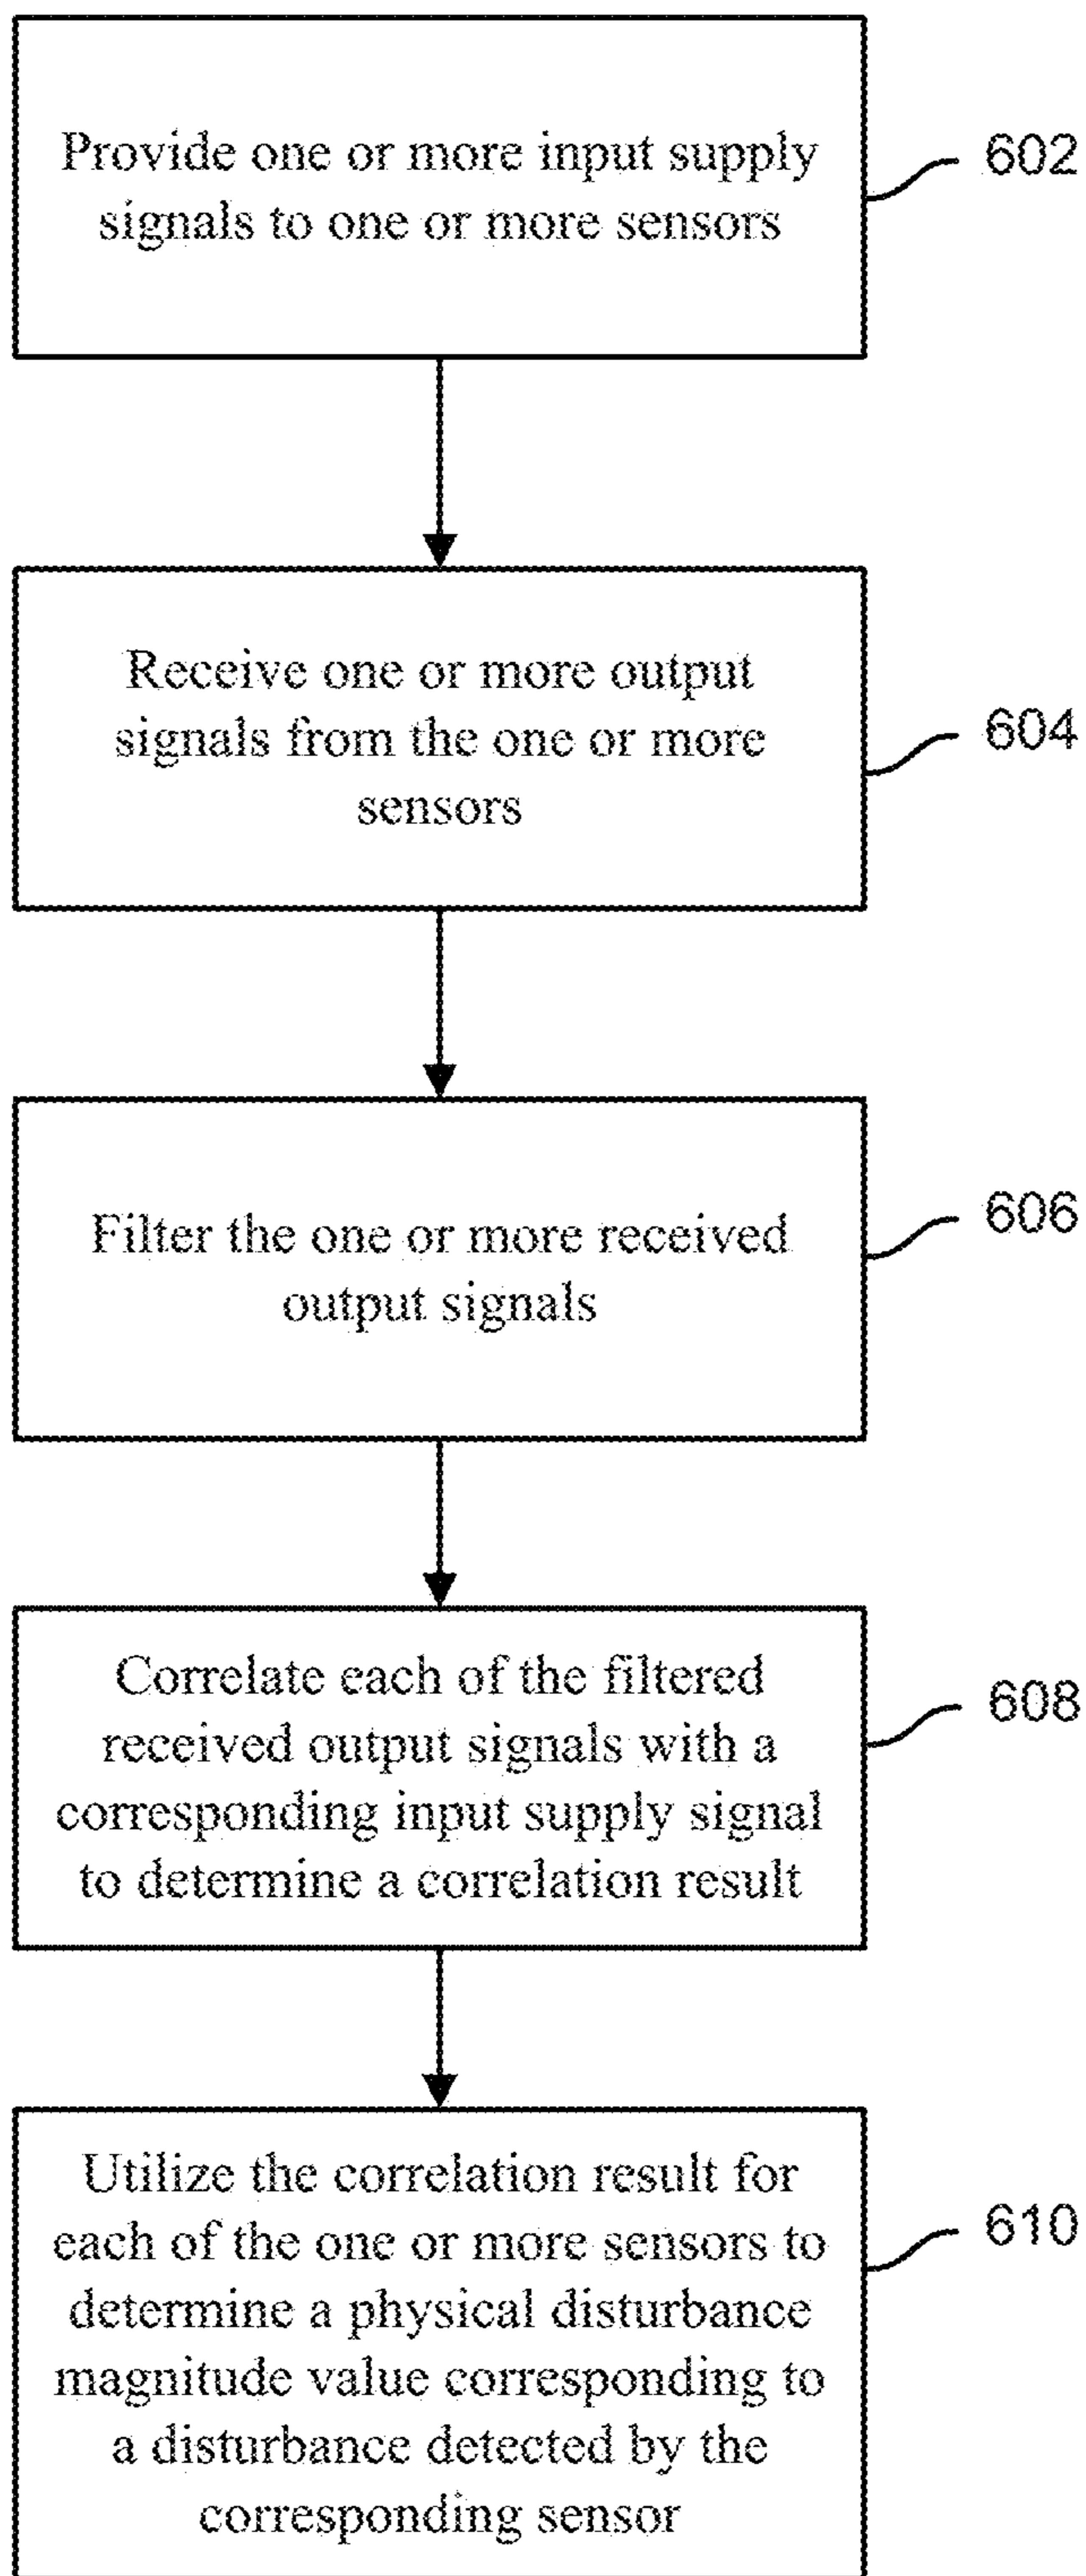 Provide one or more input supply
signals to one or more sensors
602
Receive one or more output
signals from the one or more
sensors
604
Filter the one or more received
output signals
606
Correlate each of the filtered
received output signals with a
corresponding input supply signal
to determine a correlation result
608
Utilize the correlation result for
each of the one or more sensors to
determine a physical disturbance
magnitude value corresponding to
a disturbance detected by the
corresponding sensor
610